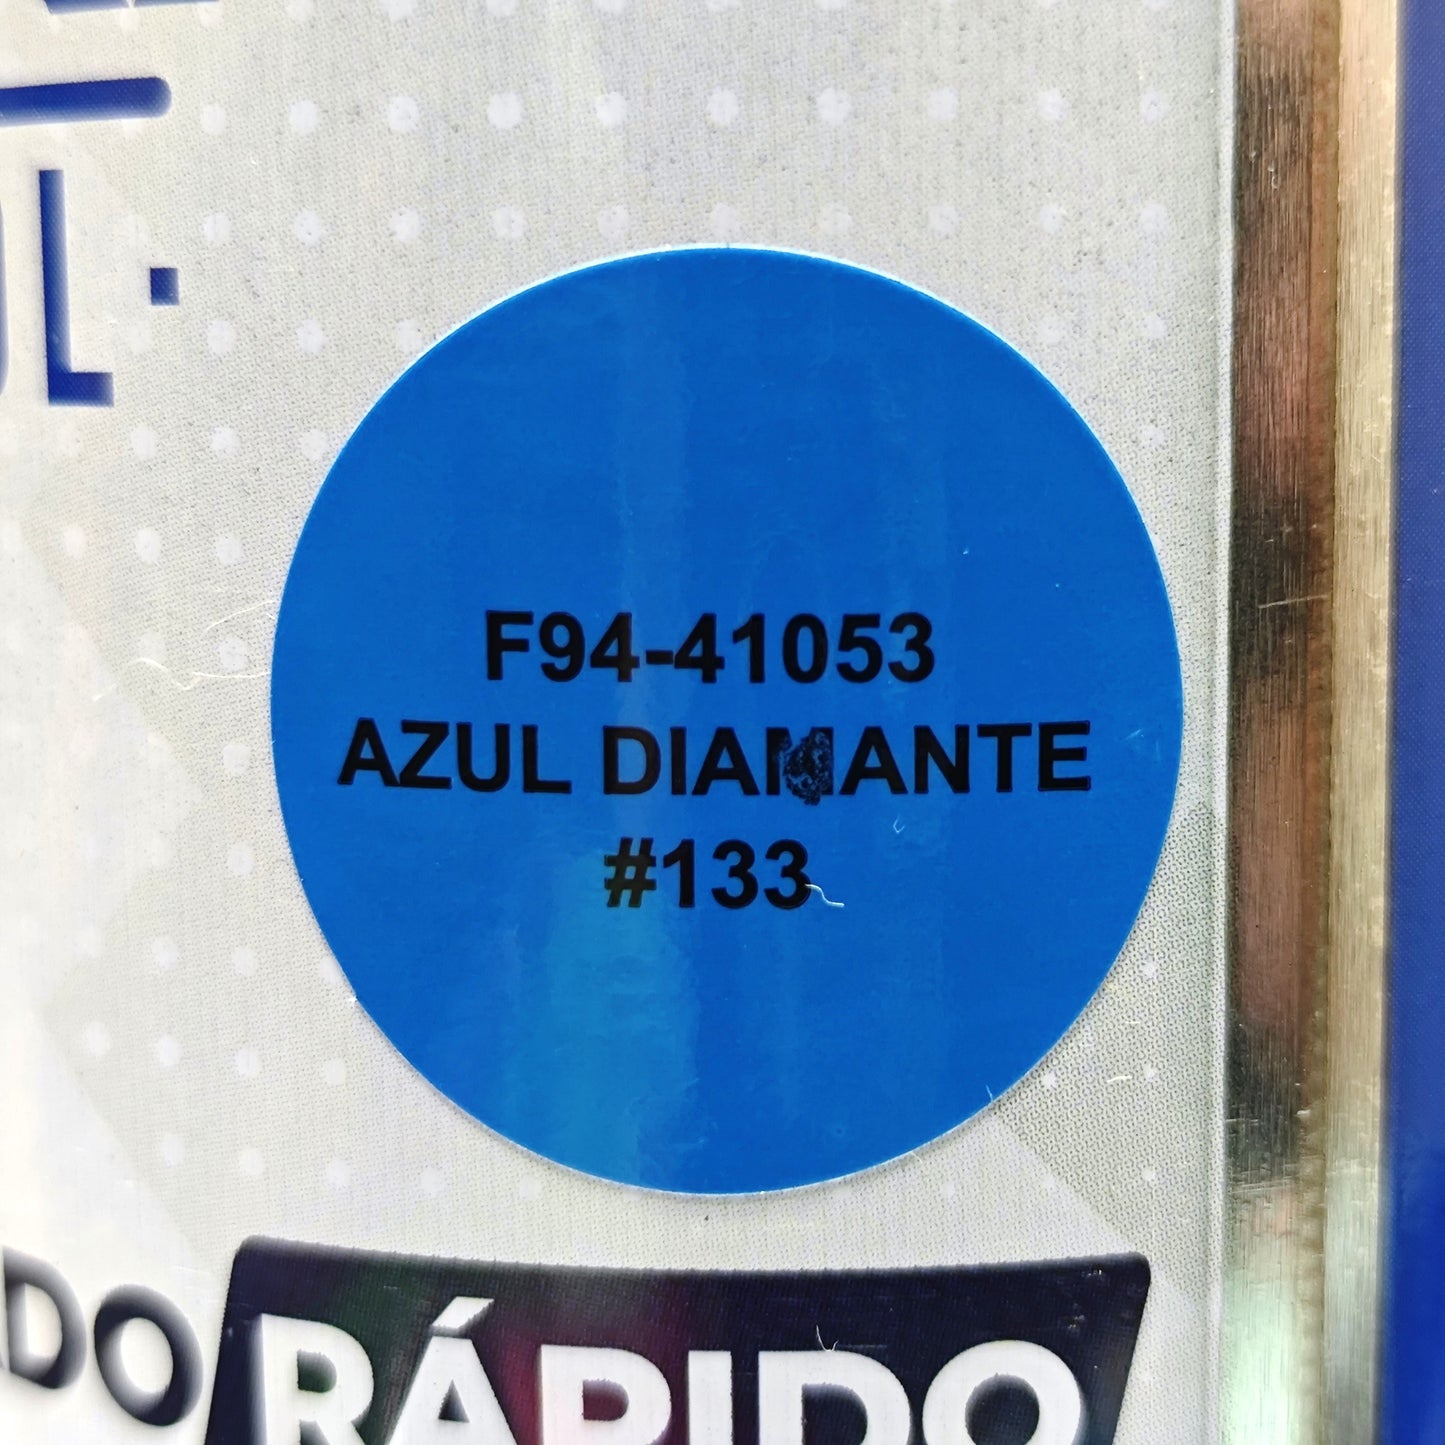 F94-41053
AZUL DIAMANTE
#133
RÁPIDO